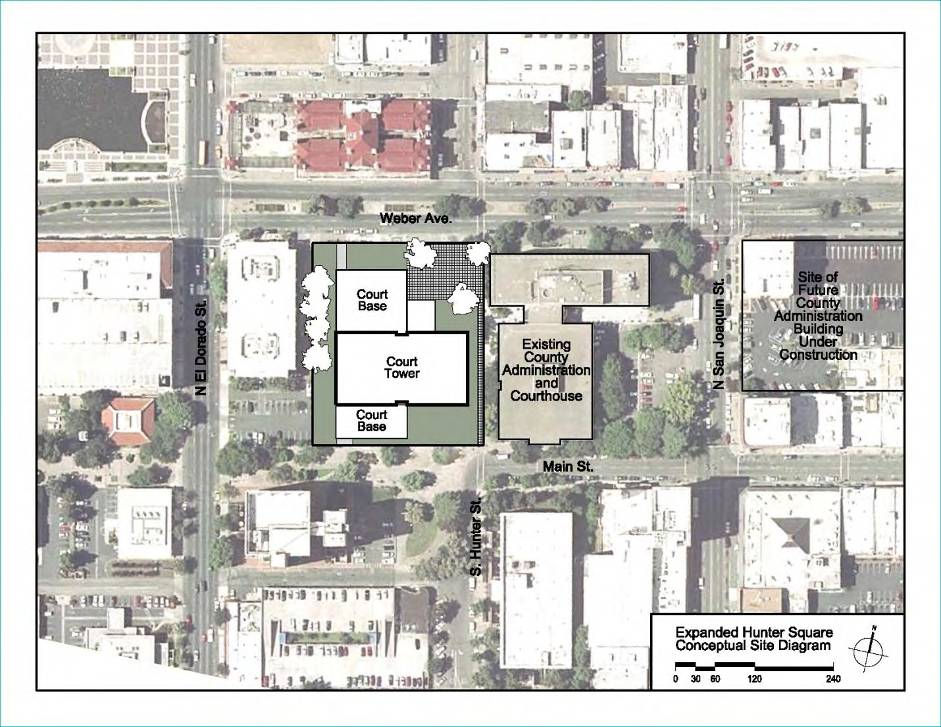 Weber Ave.
N El Dorado St.
Court
Base
Court
Tower
Court
Base
Existing
County
Administration
and
Courthouse
N San Joaquin St.
Site of
Future
County
Administration
Building
Under
Construction
Main St.
S. Hunter St.
Expanded Hunter Square
Conceptual Site Diagram
N
0 30 60 120 240